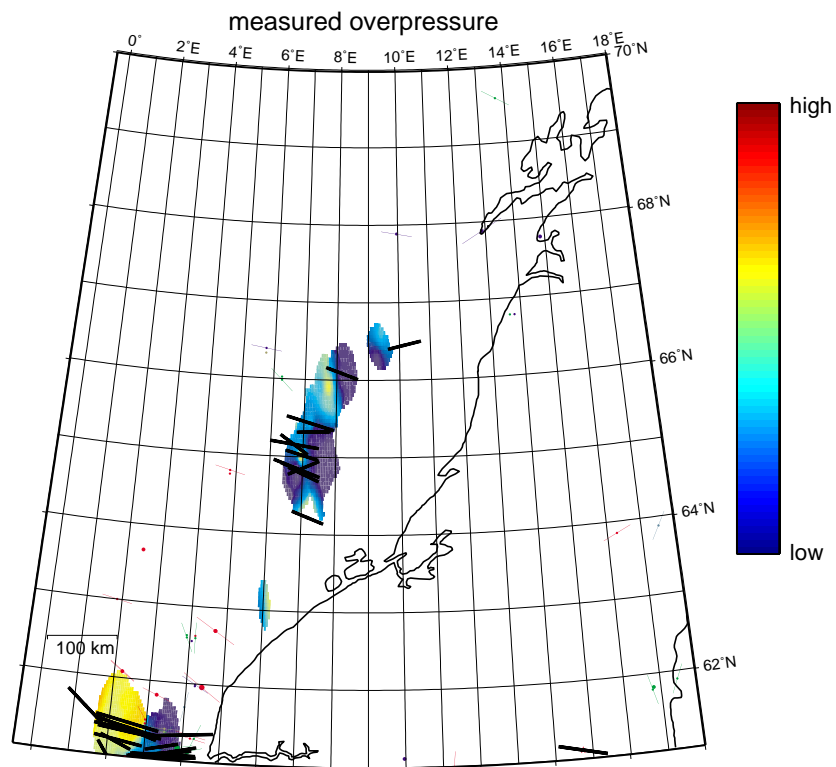 measured overpressure
0˚ 2˚E 4˚E 6˚E 8˚E 10˚E 12˚E 14˚E 16˚E 18˚E
70˚N
high
68˚N
66˚N
64˚N
low
100 km
62˚N